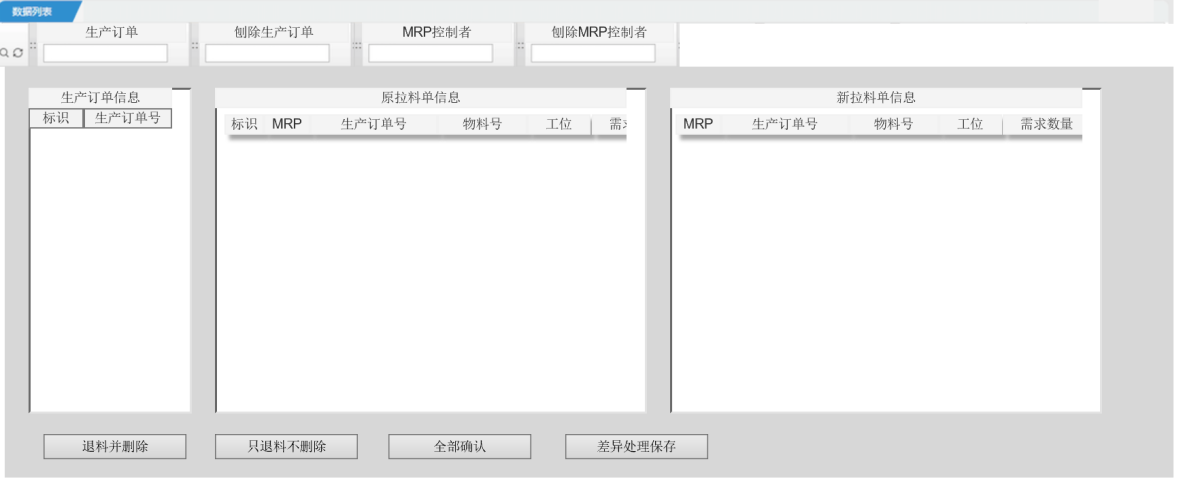 数据列表
生产订单 刨除生产订单 MRP控制者 刨除MRP控制者
生产订单信息 原拉料单信息 新拉料单信息
标识 生产订单号 标识 MRP 生产订单号 物料号 工位 需 MRP 生产订单号 物料号 工位 需求数量
退料并删除 只退料不删除 全部确认 差异处理保存